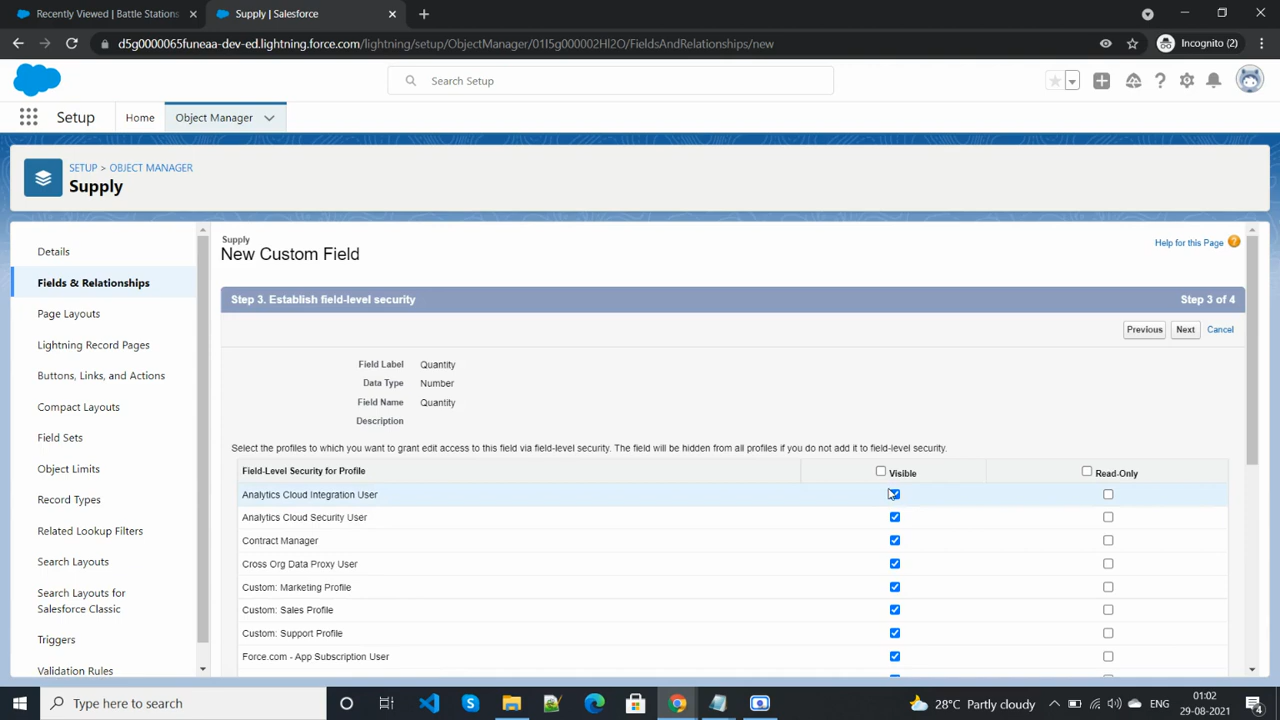 Recently Viewed | Battle Stations
Supply | Salesforce
d5g0000065funeaa-dev-ed.lightning.force.com/lightning/setup/ObjectManager/01I5g000002Hl2O/FieldsAndRelationships/new
Incognito (2)
Search Setup
Setup
Home
Object Manager
SETUP > OBJECT MANAGER
Supply
Details
Fields & Relationships
Page Layouts
Lightning Record Pages
Buttons, Links, and Actions
Compact Layouts
Field Sets
Object Limits
Record Types
Related Lookup Filters
Search Layouts
Search Layouts for
Salesforce Classic
Triggers
Validation Rules
Supply
New Custom Field
Help for this Page
Step 3. Establish field-level security
Step 3 of 4
Previous
Next
Cancel
Field Label Quantity
Data Type Number
Field Name Quantity
Description
Select the profiles to which you want to grant edit access to this field via field-level security. The field will be hidden from all profiles if you do not add it to field-level security.
Field-Level Security for Profile Visible Read-Only
Analytics Cloud Integration User
Analytics Cloud Security User
Contract Manager
Cross Org Data Proxy User
Custom: Marketing Profile
Custom: Sales Profile
Custom: Support Profile
Force.com - App Subscription User
Type here to search
28°C Partly cloudy
ENG
01:02
29-08-2021
4